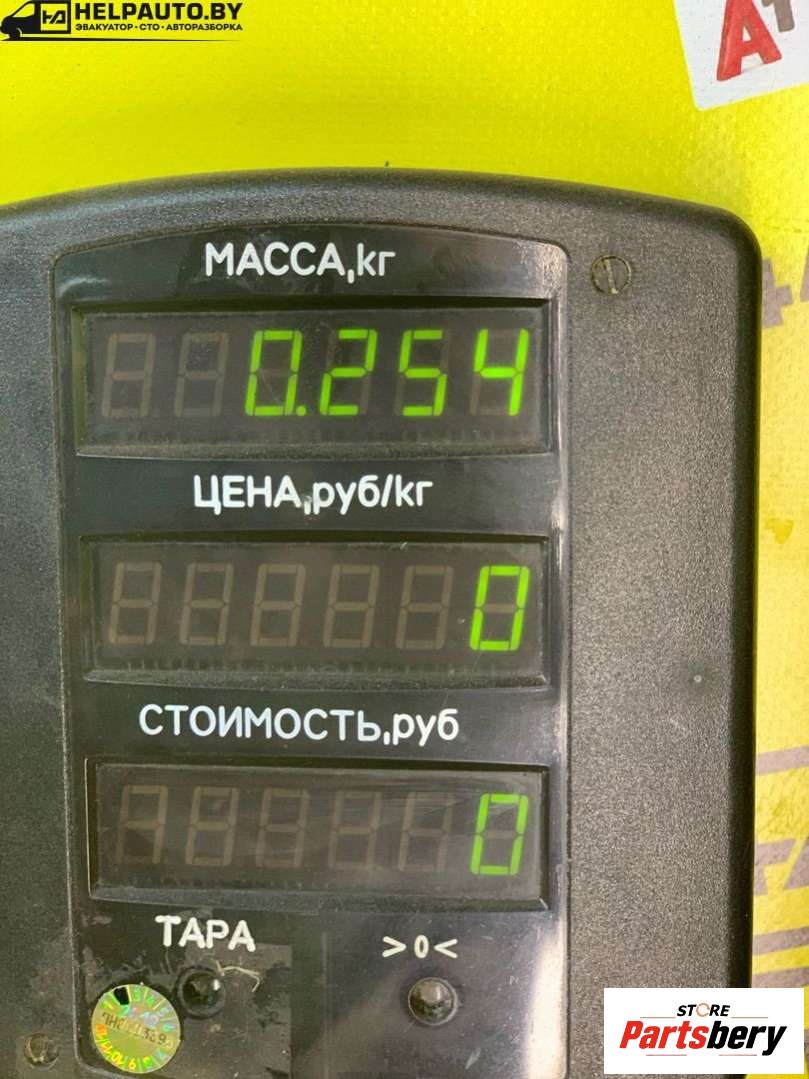 HELPAUTO.BY
ЭВАКУАТОР•СТО•АВТОРАЗБОРКА
МАССА,кг
0.254
ЦЕНА,руб/кг
0
СТОИМОСТЬ,руб
0
ТАРА
>0<
STORE
Partsbery